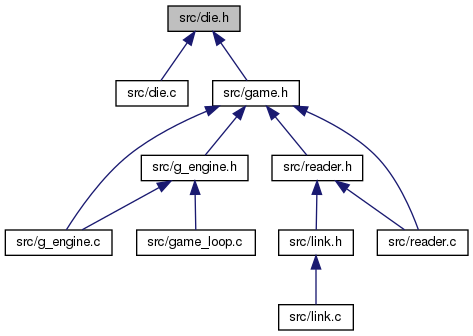 src/die.h
src/die.c
src/game.h
src/g_engine.h
src/reader.h
src/g_engine.c
src/game_loop.c
src/link.h
src/reader.c
src/link.c